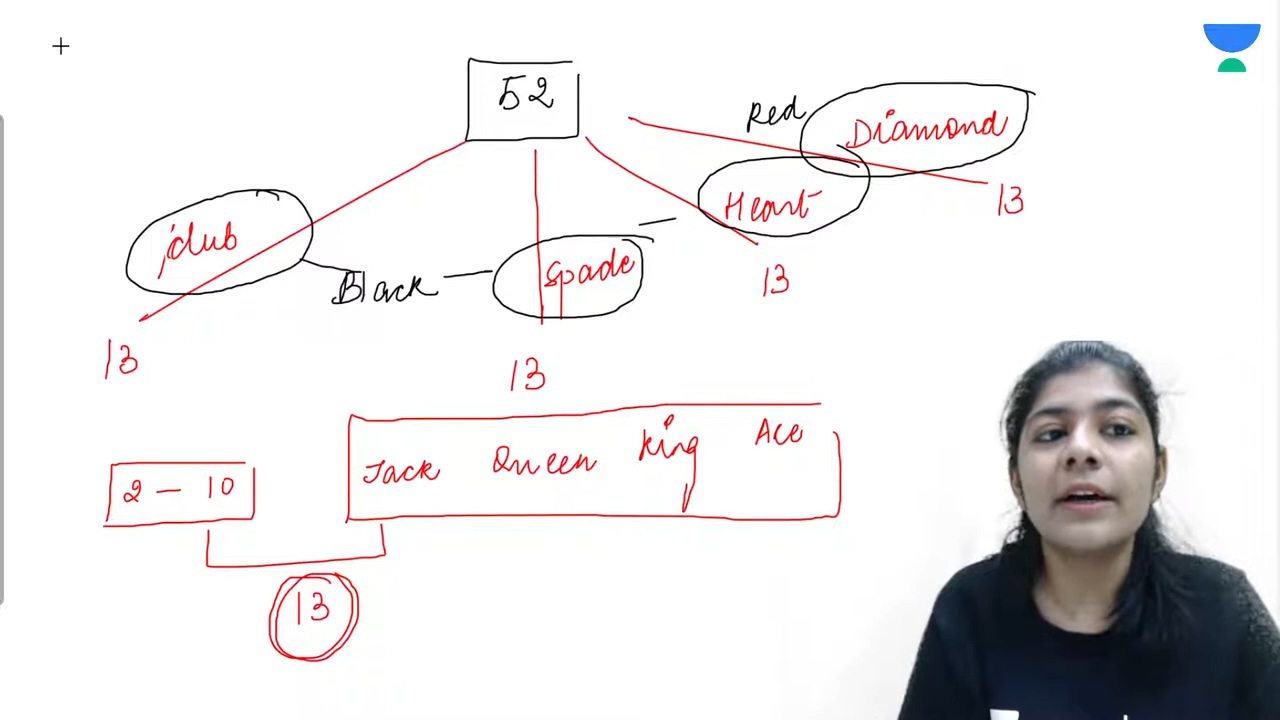 52
Red
Diamond
13
Heart
13
club
Black
Spade
13
13
2 - 10
Jack Queen King Ace
13